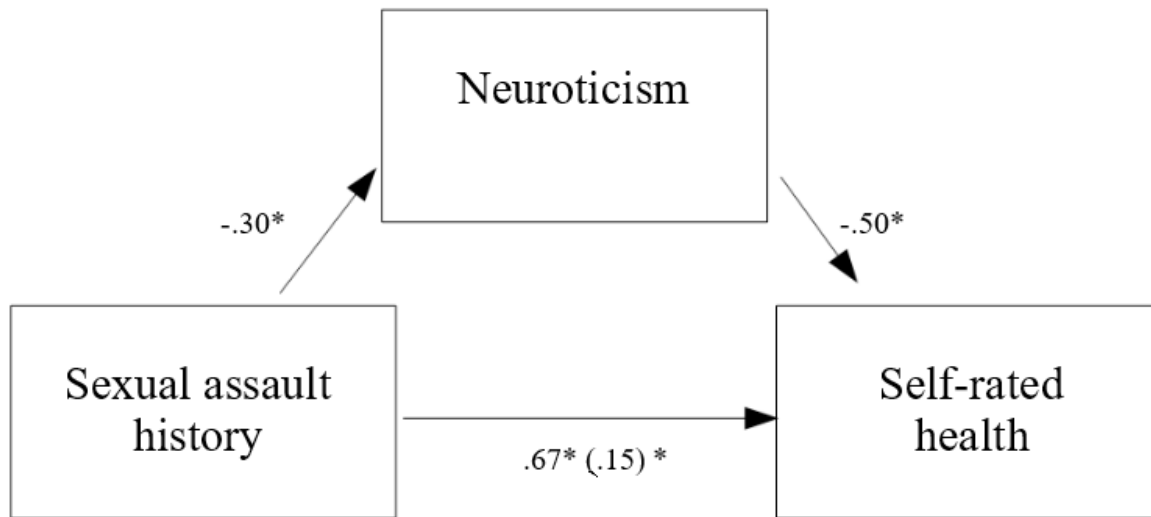 Neuroticism
-.30*
-.50*
Sexual assault
history
Self-rated
health
.67* (.15) *